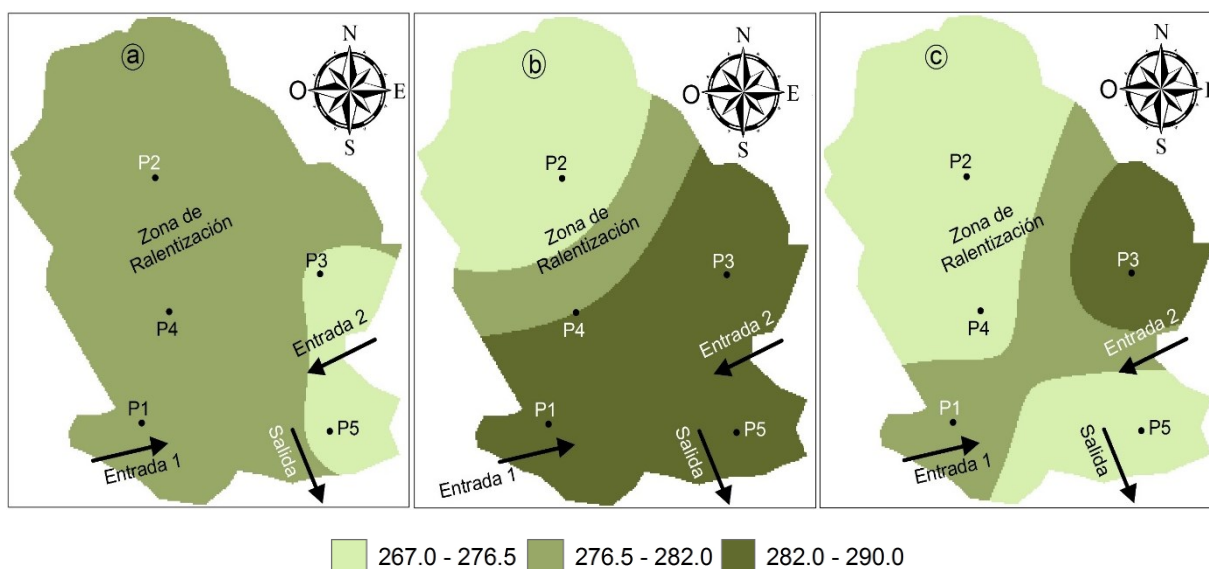 a
N
O
E
S
P2
Zona de
Ralentización
P3
P4
Entrada 2
P1
P5
Entrada 1
Salida
b
N
O
E
S
P2
Zona de
Ralentización
P3
P4
Entrada 2
P1
P5
Entrada 1
Salida
c
N
O
E
S
P2
Zona de
Ralentización
P3
P4
Entrada 2
P1
P5
Entrada 1
Salida
267.0 - 276.5
276.5 - 282.0
282.0 - 290.0